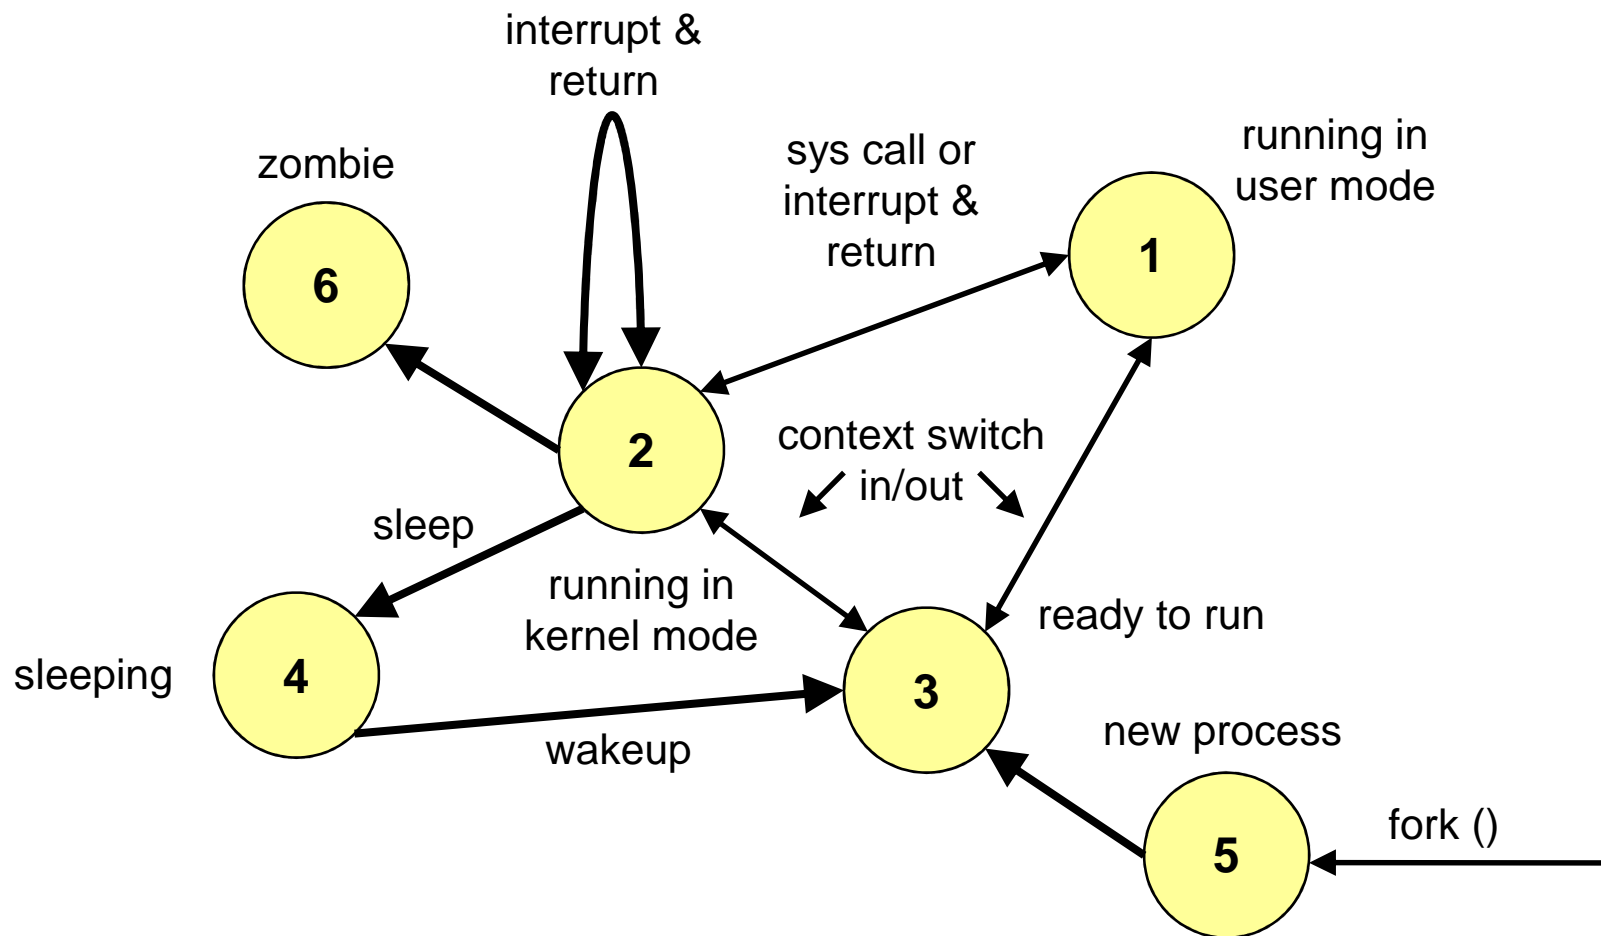 interrupt &
return
sys call or
interrupt &
return
running in
user mode
zombie
1
6
2
context switch
in/out
sleep
running in
kernel mode
ready to run
sleeping
4
3
wakeup
new process
5
fork ()